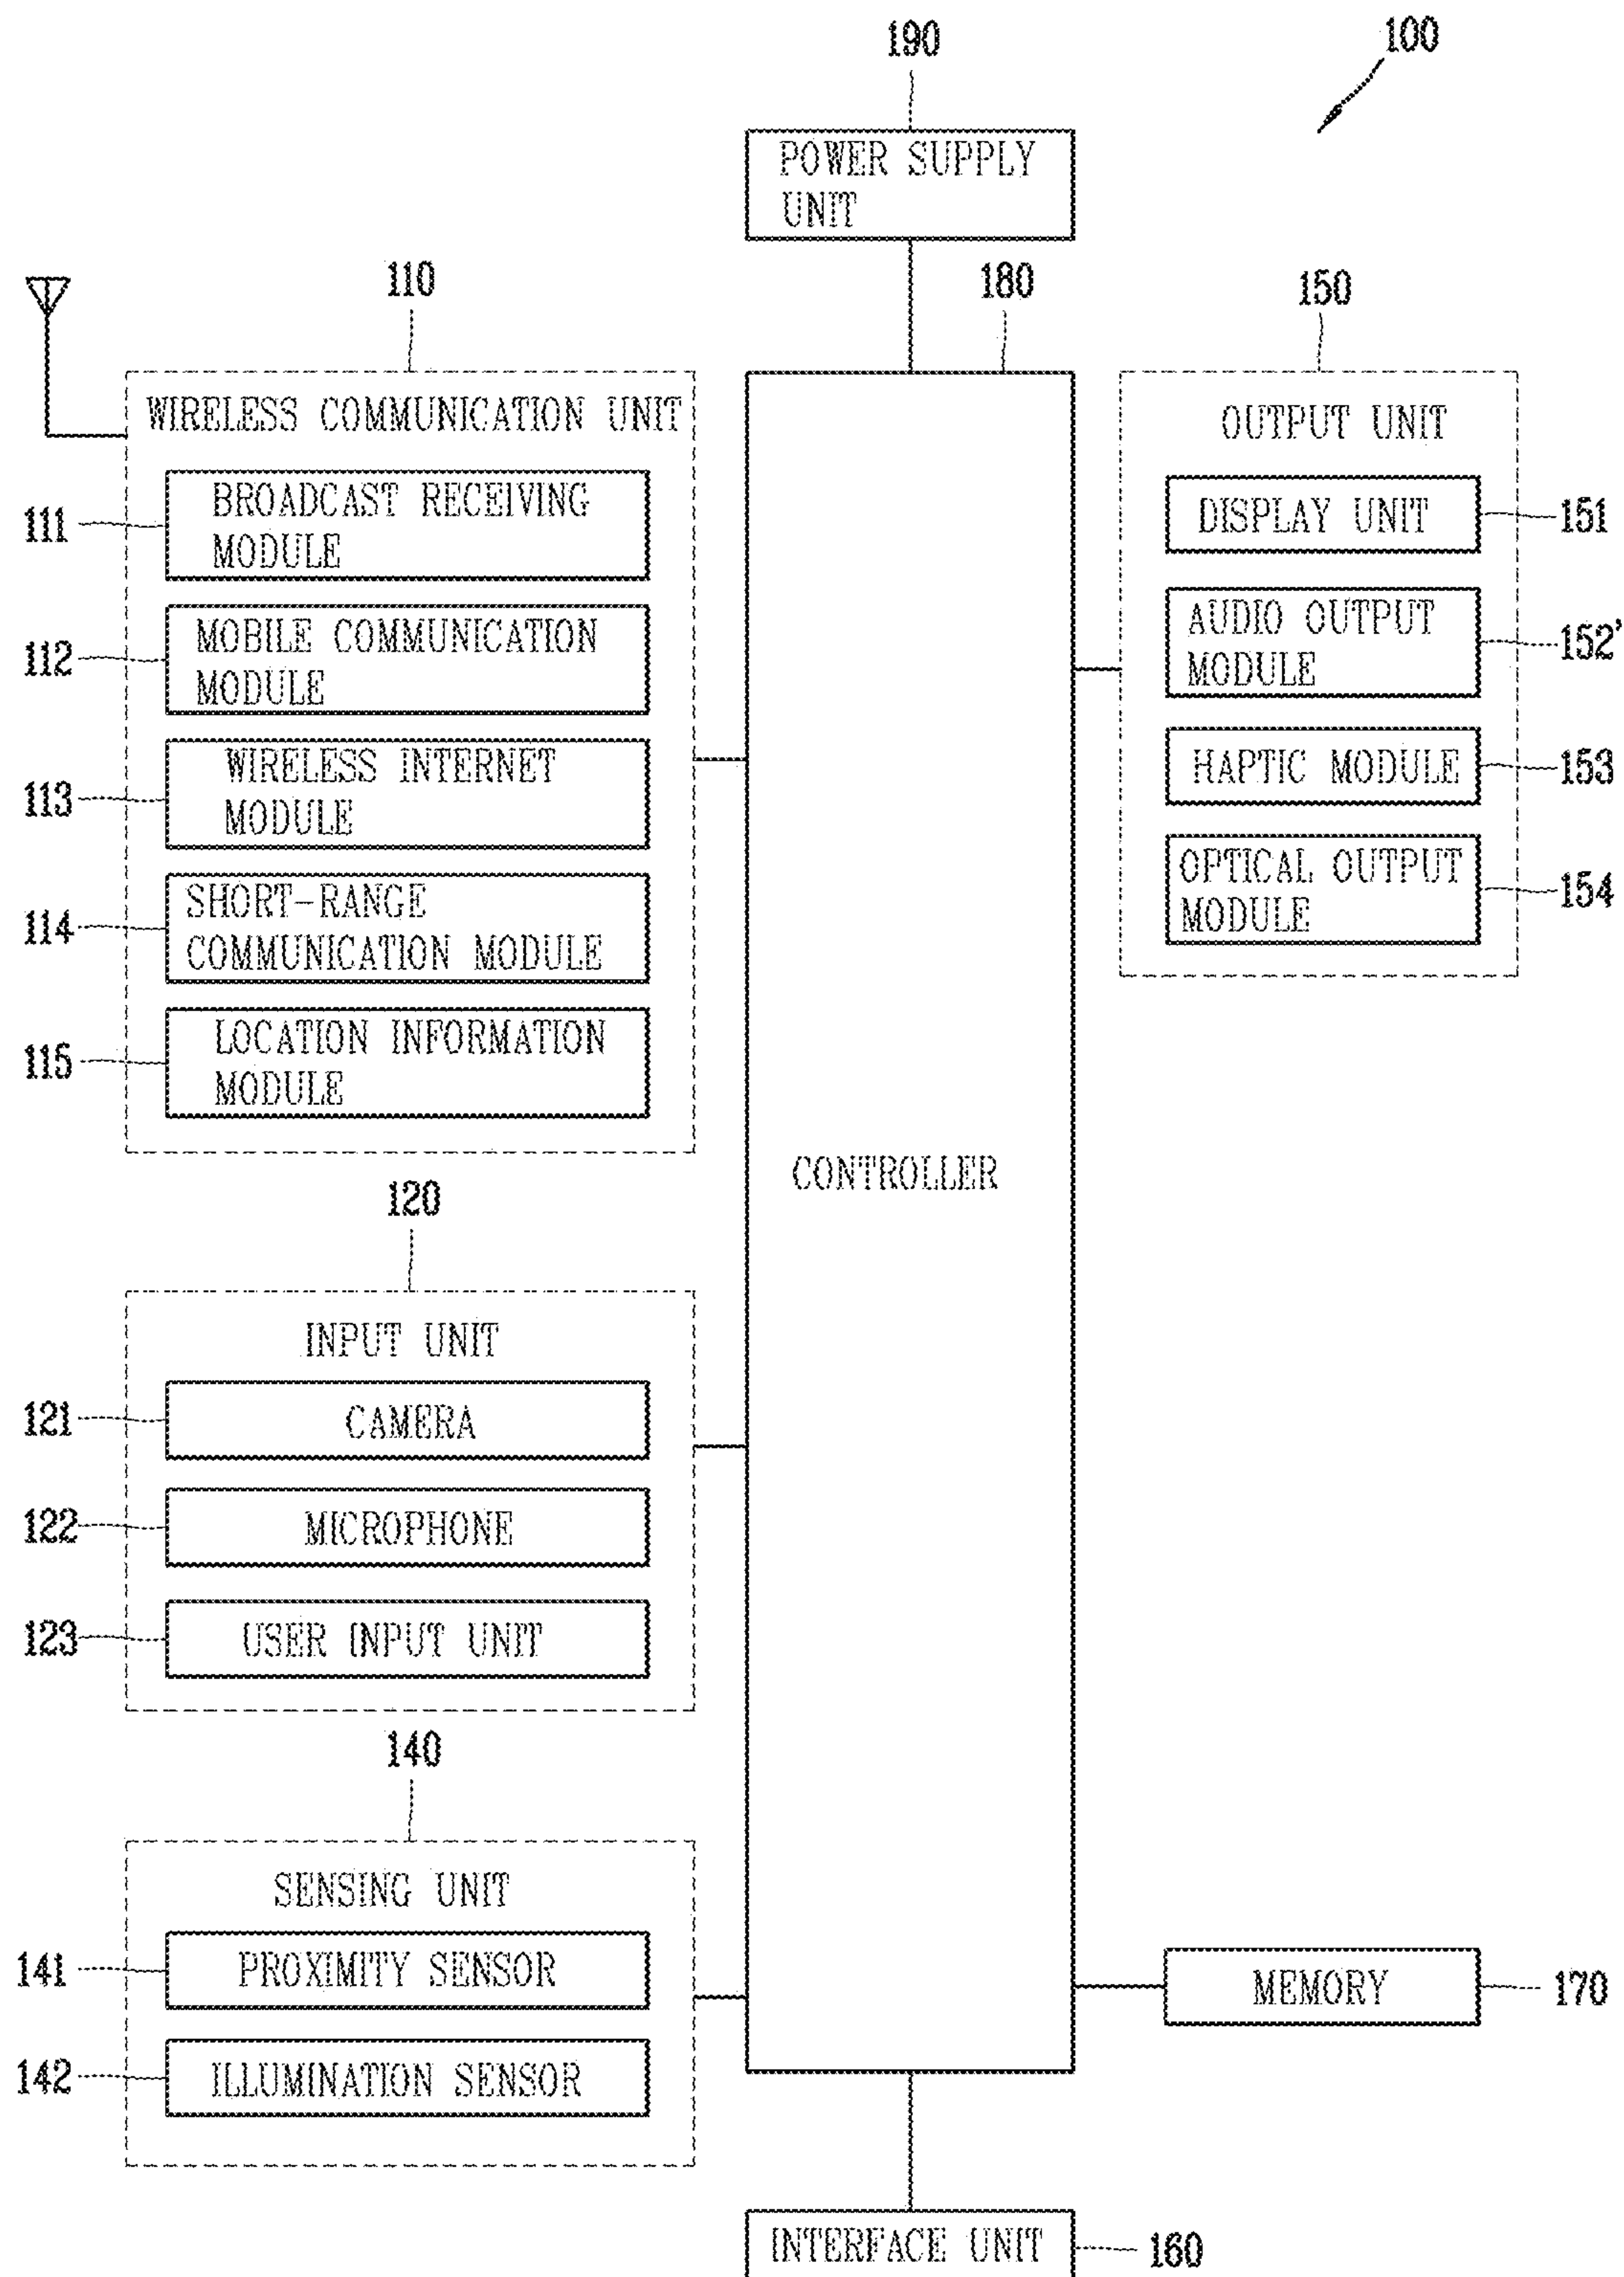 190
100
POWER SUPPLY
UNIT
110
180
150
WIRELESS COMMUNICATION UNIT
111
BROADCAST RECEIVING
MODULE
112
MOBILE COMMUNICATION
MODULE
113
WIRELESS INTERNET
MODULE
114
SHORT-RANGE
COMMUNICATION MODULE
115
LOCATION INFORMATION
MODULE
OUTPUT UNIT
DISPLAY UNIT
151
AUDIO OUTPUT
MODULE
152'
HAPTIC MODULE
153
OPTICAL OUTPUT
MODULE
154
CONTROLLER
120
INPUT UNIT
121
CAMERA
122
MICROPHONE
123
USER INPUT UNIT
140
SENSING UNIT
141
PROXIMITY SENSOR
142
ILLUMINATION SENSOR
MEMORY
170
INTERFACE UNIT
160